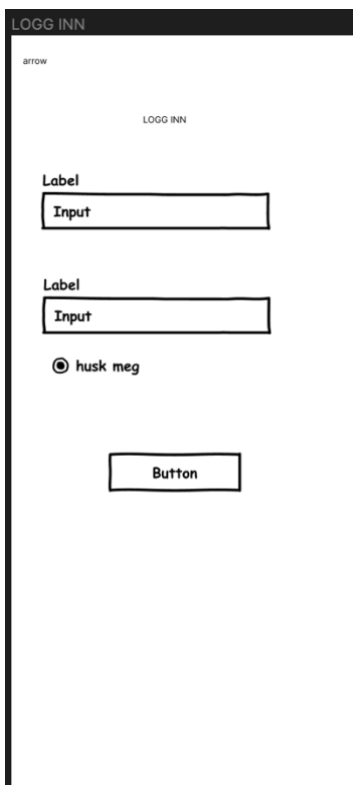 LOGG INN
arrow
LOGG INN
Label
Input
Label
Input
husk meg
Button